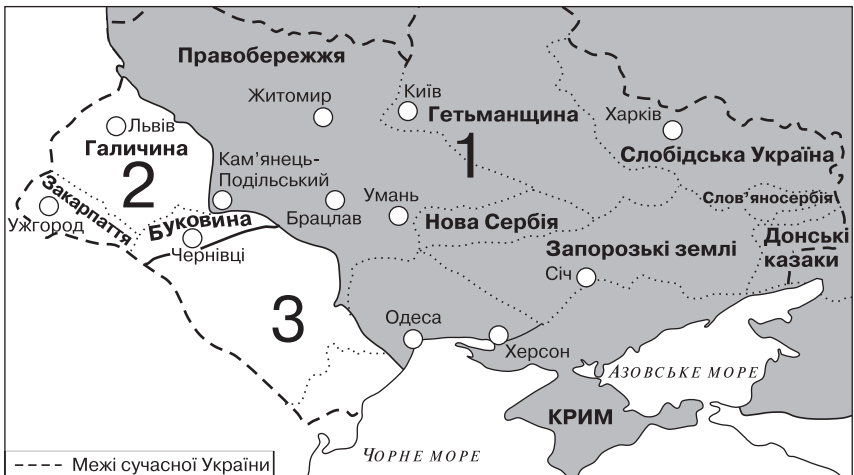 Правобережжя
Житомир
Київ
Гетьманщина
Харків
Львів
Галичина
1
Слобідська Україна
2
Кам'янець-
Подільський
Закарпаття
Ужгород
Буковина
Чернівці
Брацлав
Умань
Нова Сербія
Слов'яносербія
Запорозькі землі
Січ
Донські
казаки
3
Одеса
Херсон
АЗОВСЬКЕ МОРЕ
КРИМ
ЧОРНЕ МОРЕ
Межі сучасної України